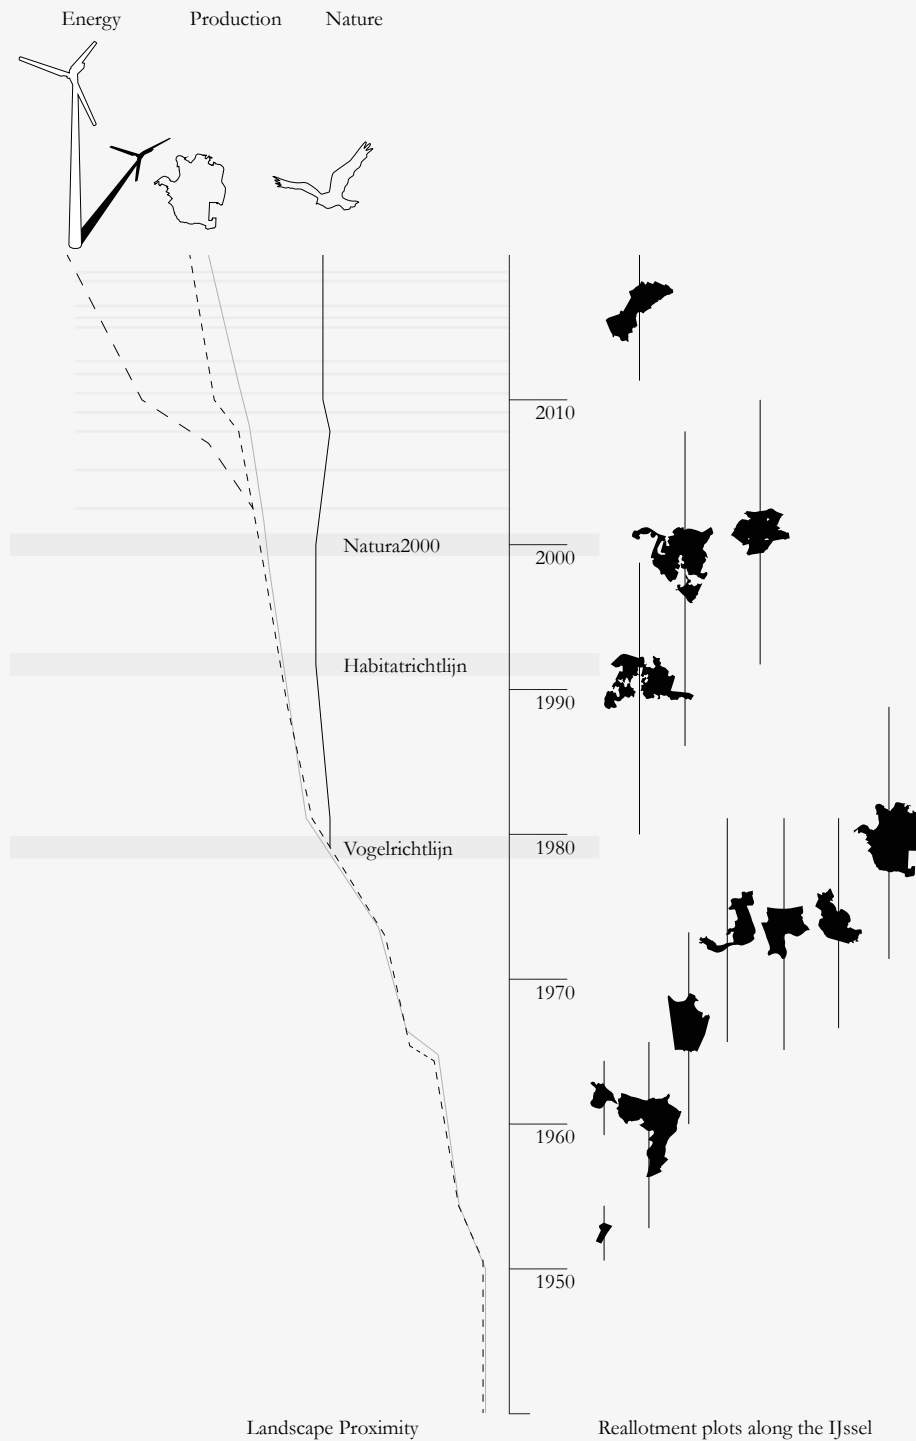 Energy Production Nature
2010
Natura2000
2000
Habitatrichtlijn
1990
Vogelrichtlijn
1980
1970
1960
1950
Landscape Proximity
Reallotment plots along the IJssel